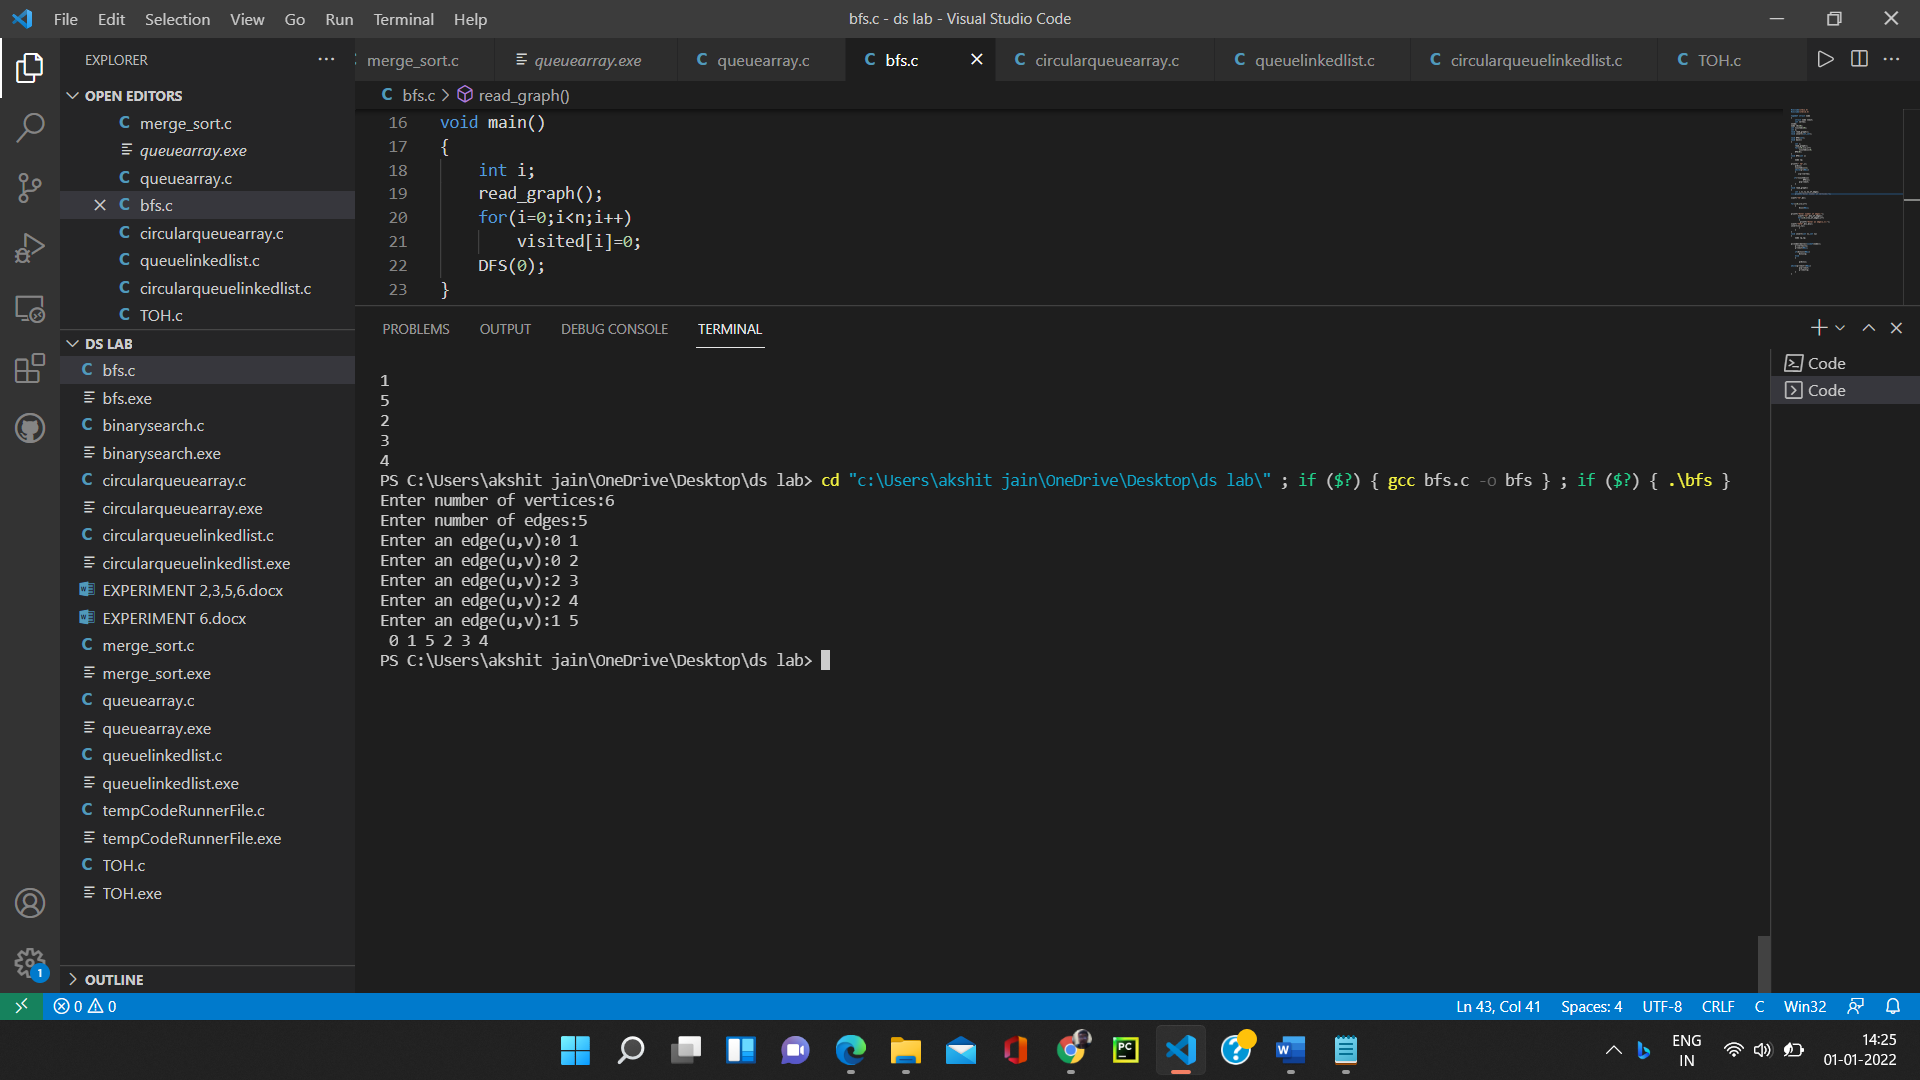 File Edit Selection View Go Run Terminal Help
bfs.c - ds lab - Visual Studio Code
EXPLORER
OPEN EDITORS
merge_sort.c
queuearray.exe
queuearray.c
bfs.c
circularqueuearray.c
queuelinkedlist.c
circularqueuelinkedlist.c
TOH.c
DS LAB
bfs.c
bfs.exe
binarysearch.c
binarysearch.exe
circularqueuearray.c
circularqueuearray.exe
circularqueuelinkedlist.c
circularqueuelinkedlist.exe
EXPERIMENT 2,3,5,6.docx
EXPERIMENT 6.docx
merge_sort.c
merge_sort.exe
queuearray.c
queuearray.exe
queuelinkedlist.c
queuelinkedlist.exe
tempCodeRunnerFile.c
tempCodeRunnerFile.exe
TOH.c
TOH.exe
OUTLINE
merge_sort.c queuearray.exe C queuearray.c C bfs.c C circularqueuearray.c C queuelinkedlist.c C circularqueuelinkedlist.c C TOH.c
C bfs.c > read_graph()
16 void main()
17 {
18 int i;
19 read_graph();
20 for(i=0;i<n;i++)
21 visited[i]=0;
22 DFS(0);
23 }
PROBLEMS OUTPUT DEBUG CONSOLE TERMINAL
1
5
2
3
4
PS C:\Users\akshit jain\OneDrive\Desktop\ds lab> cd "c:\Users\akshit jain\OneDrive\Desktop\ds lab\" ; if ($?) { gcc bfs.c -o bfs } ; if ($?) { .\bfs }
Enter number of vertices:6
Enter number of edges:5
Enter an edge(u,v):0 1
Enter an edge(u,v):0 2
Enter an edge(u,v):2 3
Enter an edge(u,v):2 4
Enter an edge(u,v):1 5
0 1 5 2 3 4
PS C:\Users\akshit jain\OneDrive\Desktop\ds lab>
Code
Code
1
0 0
Ln 43, Col 41 Spaces: 4 UTF-8 CRLF C Win32
ENG
IN
14:25
01-01-2022